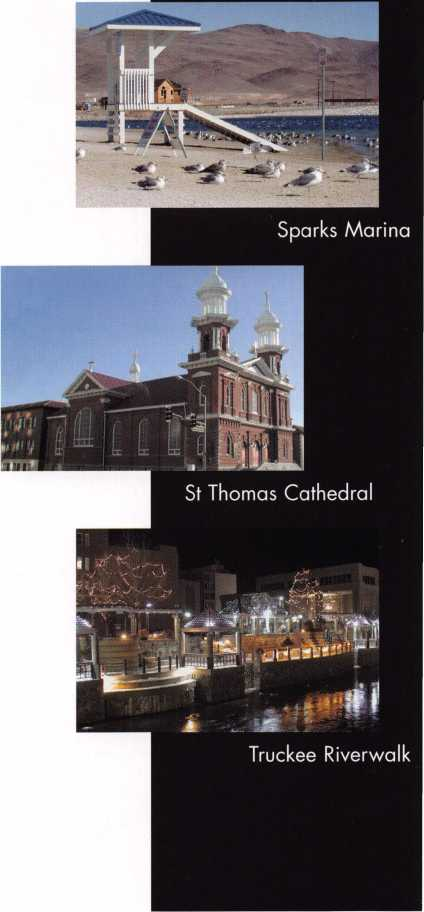 Sparks Marina
St Thomas Cathedral
Truckee Riverwalk